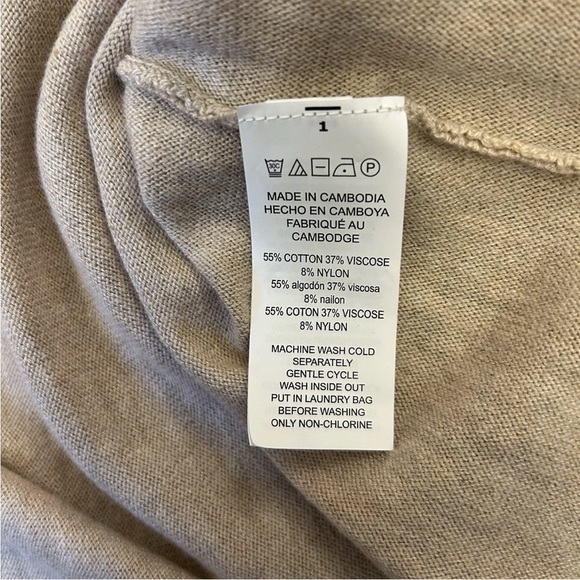 1
30C
P
MADE IN CAMBODIA
HECHO EN CAMBOYA
FABRIQUÉ AU
CAMBODGE
55% COTTON 37% VISCOSE
8% NYLON
55% algodón 37% viscosa
8% nailon
55% COTON 37% VISCOSE
8% NYLON
MACHINE WASH COLD
SEPARATELY
GENTLE CYCLE
WASH INSIDE OUT
PUT IN LAUNDRY BAG
BEFORE WASHING
ONLY NON-CHLORINE